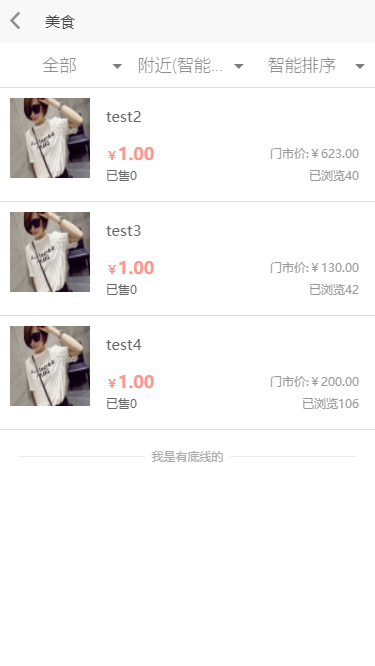 美食
全部 附近(智能... 智能排序
test2
￥1.00 门市价:￥623.00
已售0 已浏览40
test3
￥1.00 门市价:￥130.00
已售0 已浏览42
test4
￥1.00 门市价:￥200.00
已售0 已浏览106
我是有底线的